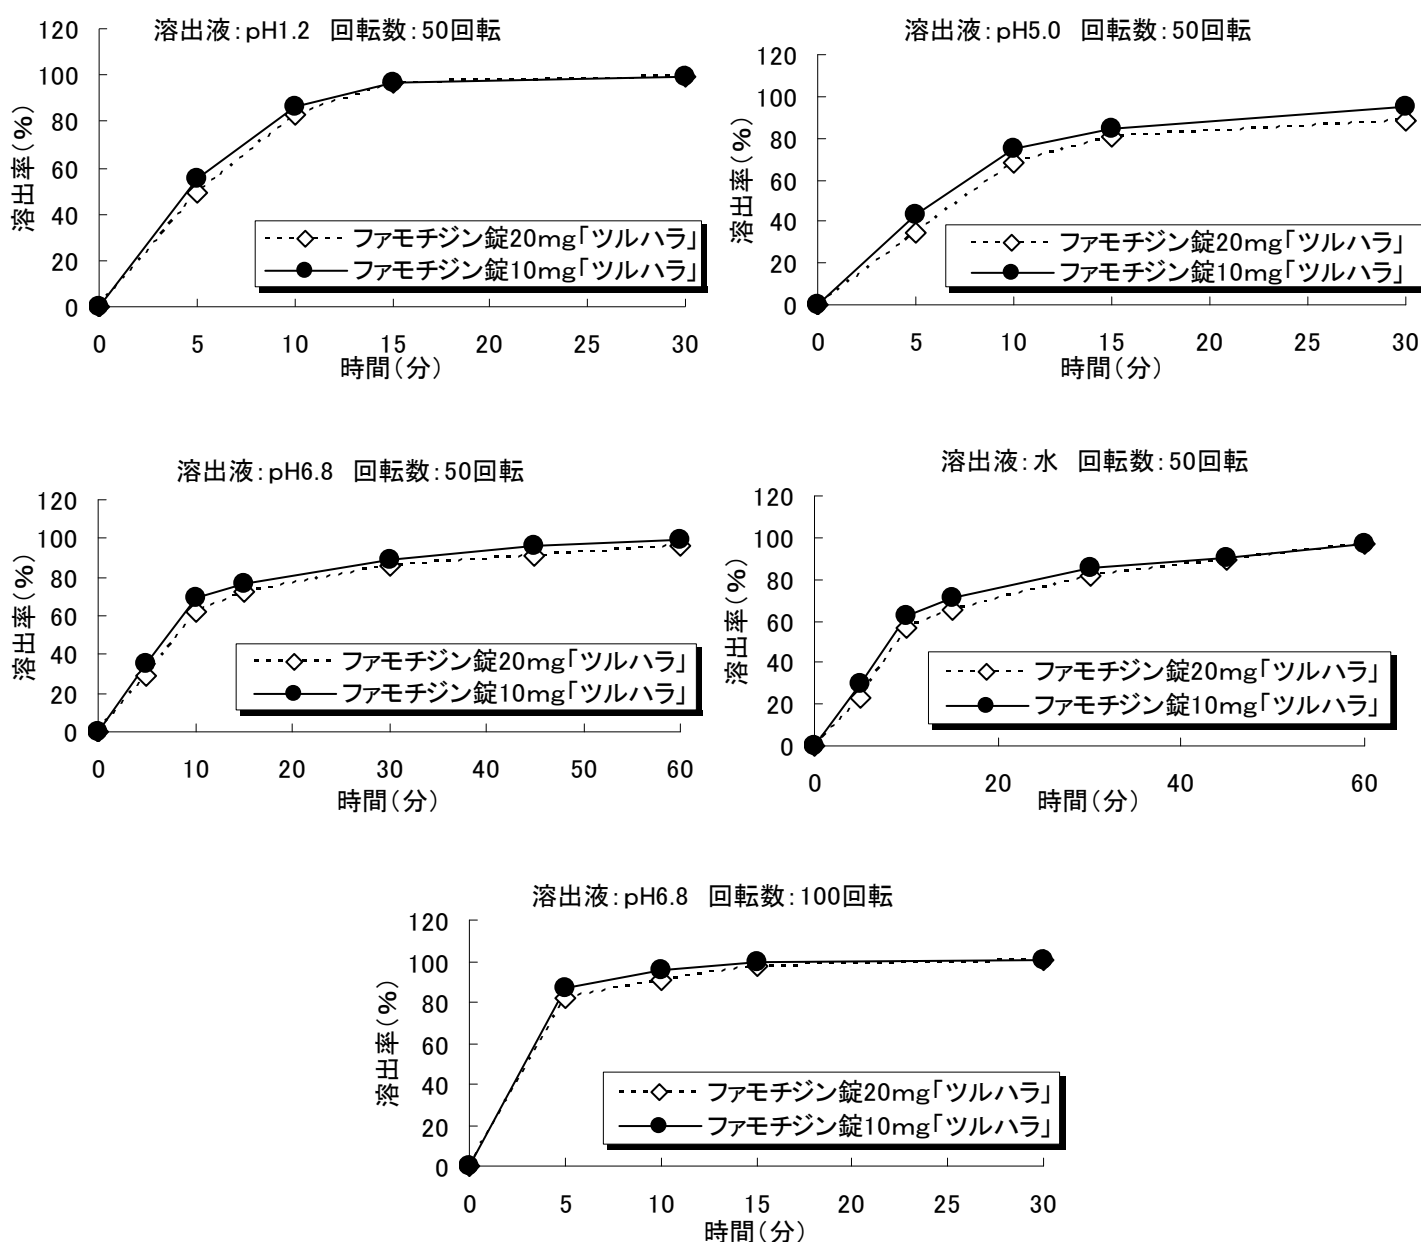 溶出液：pH1.2　回転数：50回転
120
100
80
60
40
20
0
溶出率（%）
ファモチジン錠20mg「ツルハラ」
ファモチジン錠10mg「ツルハラ」
0 5 10 15 20 25 30
時間（分）
溶出液：pH5.0　回転数：50回転
120
100
80
60
40
20
0
溶出率（%）
ファモチジン錠20mg「ツルハラ」
ファモチジン錠10mg「ツルハラ」
0 5 10 15 20 25 30
時間（分）
溶出液：pH6.8　回転数：50回転
120
100
80
60
40
20
0
溶出率（%）
ファモチジン錠20mg「ツルハラ」
ファモチジン錠10mg「ツルハラ」
0 10 20 30 40 50 60
時間（分）
溶出液：水　回転数：50回転
120
100
80
60
40
20
0
溶出率（%）
ファモチジン錠20mg「ツルハラ」
ファモチジン錠10mg「ツルハラ」
0 20 40 60
時間（分）
溶出液：pH6.8　回転数：100回転
120
100
80
60
40
20
0
溶出率（%）
ファモチジン錠20mg「ツルハラ」
ファモチジン錠10mg「ツルハラ」
0 5 10 15 20 25 30
時間（分）